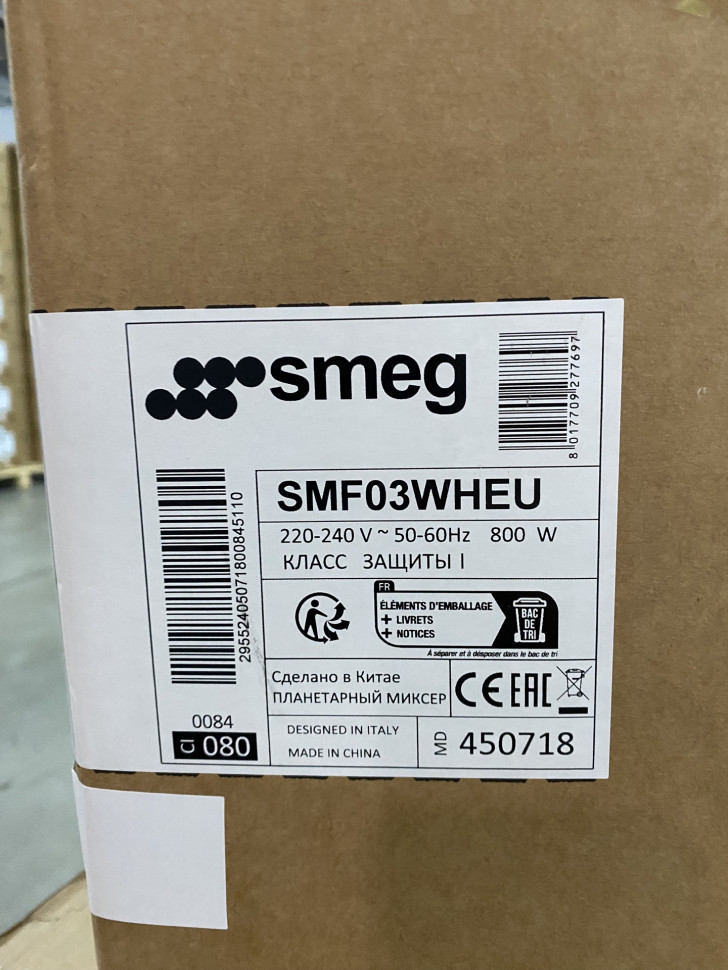 smeg
8 017709 277697
29552405071800845110
SMF03WHEU
220-240 V ~ 50-60Hz 800 W
КЛАСС ЗАЩИТЫ I
FR
ÉLÉMENTS D'EMBALLAGE
+ LIVRETS
+ NOTICES
BAC
DE
TRI
À séparer et à déposer dans le bac de tri
Сделано в Китае
ПЛАНЕТАРНЫЙ МИКСЕР
CE EAC
0084
CI 080
DESIGNED IN ITALY
MADE IN CHINA
MD 450718